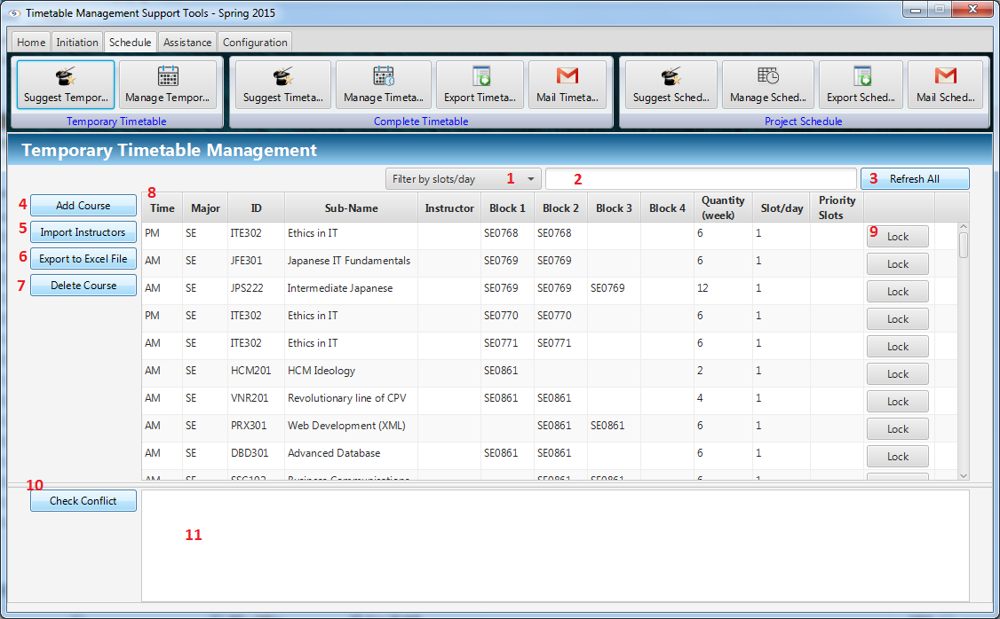 Timetable Management Support Tools - Spring 2015
Home Initiation Schedule Assistance Configuration
Suggest Tempor... Manage Tempor... Suggest Timeta... Manage Timeta... Export Timeta... Mail Timeta... Suggest Sched... Manage Sched... Export Sched... Mail Sched...
Temporary Timetable Complete Timetable Project Schedule
Temporary Timetable Management
Filter by slots/day 1 2 3 Refresh All
4 Add Course
5 Import Instructors
6 Export to Excel File
7 Delete Course
8
Time Major ID Sub-Name Instructor Block 1 Block 2 Block 3 Block 4 Quantity (week) Slot/day Priority Slots
PM SE ITE302 Ethics in IT SE0768 SE0768 6 1 9 Lock
AM SE JFE301 Japanese IT Fundamentals SE0769 SE0769 6 1 Lock
AM SE JPS222 Intermediate Japanese SE0769 SE0769 SE0769 12 1 Lock
PM SE ITE302 Ethics in IT SE0770 SE0770 6 1 Lock
AM SE ITE302 Ethics in IT SE0771 SE0771 6 1 Lock
AM SE HCM201 HCM Ideology SE0861 2 1 Lock
AM SE VNR201 Revolutionary line of CPV SE0861 SE0861 4 1 Lock
AM SE PRX301 Web Development (XML) SE0861 SE0861 6 1 Lock
AM SE DBD301 Advanced Database SE0861 SE0861 6 1 Lock
AM SE Business Communications SE0861 SE0861 6 1
10
Check Conflict
11